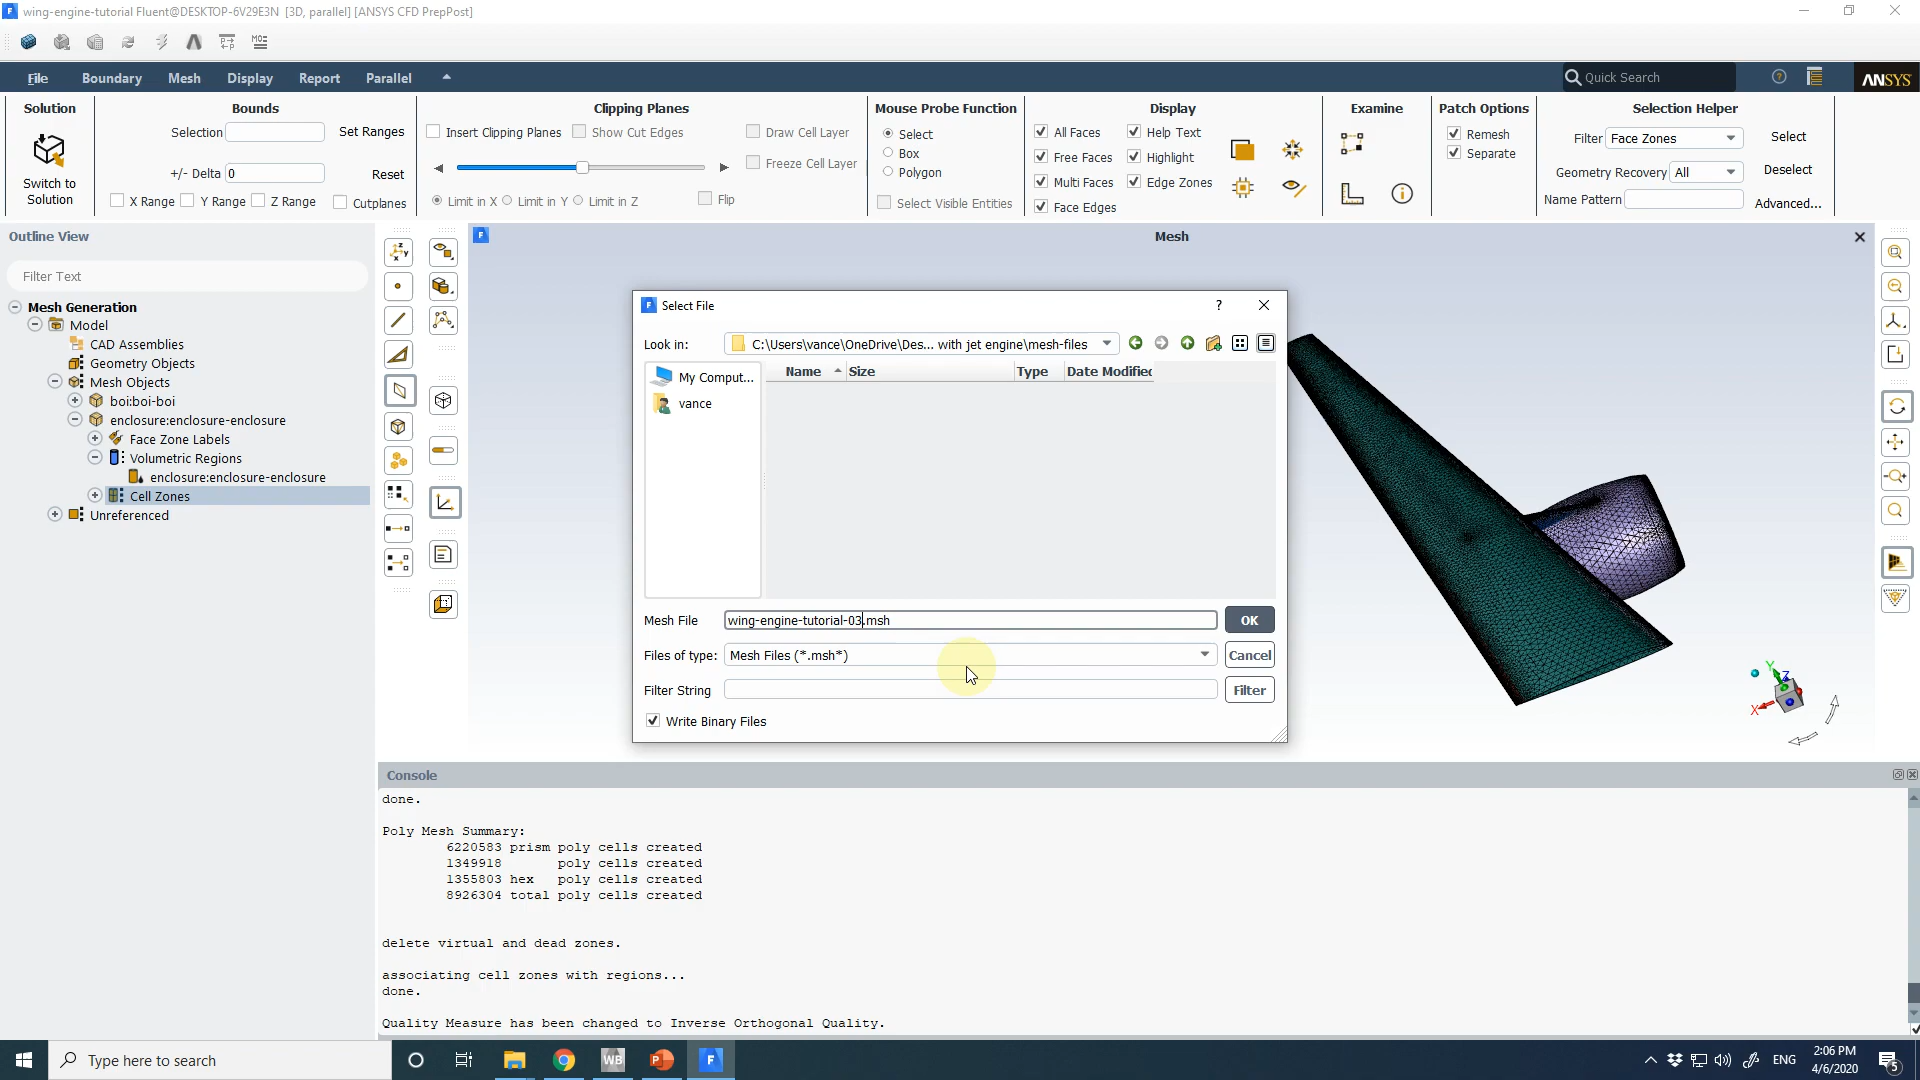 wing-engine-tutorial Fluent@DESKTOP-6V29E3N [3D, parallel] [ANSYS CFD PrepPost]
File Boundary Mesh Display Report Parallel
Quick Search
ANSYS
Solution
Switch to
Solution
Bounds
Selection
Set Ranges
+/- Delta 0
Reset
X Range Y Range Z Range Cutplanes
Clipping Planes
Insert Clipping Planes Show Cut Edges
Draw Cell Layer
Freeze Cell Layer
Limit in X Limit in Y Limit in Z
Flip
Mouse Probe Function
Select
Box
Polygon
Select Visible Entities
Display
All Faces Help Text
Free Faces Highlight
Multi Faces Edge Zones
Face Edges
Examine
Patch Options
Remesh
Separate
Selection Helper
Filter Face Zones
Select
Geometry Recovery All
Deselect
Name Pattern
Advanced...
Outline View
Filter Text
Mesh Generation
Model
CAD Assemblies
Geometry Objects
Mesh Objects
boi:boi-boi
enclosure:enclosure-enclosure
Face Zone Labels
Volumetric Regions
enclosure:enclosure-enclosure
Cell Zones
Unreferenced
Mesh
Select File
?
Look in: C:\Users\vance\OneDrive\Des... with jet engine\mesh-files
My Comput...
vance
Name Size Type Date Modified
Mesh File wing-engine-tutorial-03.msh
OK
Files of type: Mesh Files (*.msh*)
Cancel
Filter String
Filter
Write Binary Files
Y
Z
X
Console
done.
Poly Mesh Summary:
6220583 prism poly cells created
1349918 poly cells created
1355803 hex poly cells created
8926304 total poly cells created
delete virtual and dead zones.
associating cell zones with regions...
done.
Quality Measure has been changed to Inverse Orthogonal Quality.
Type here to search
WB
ENG
2:06 PM
4/6/2020
5